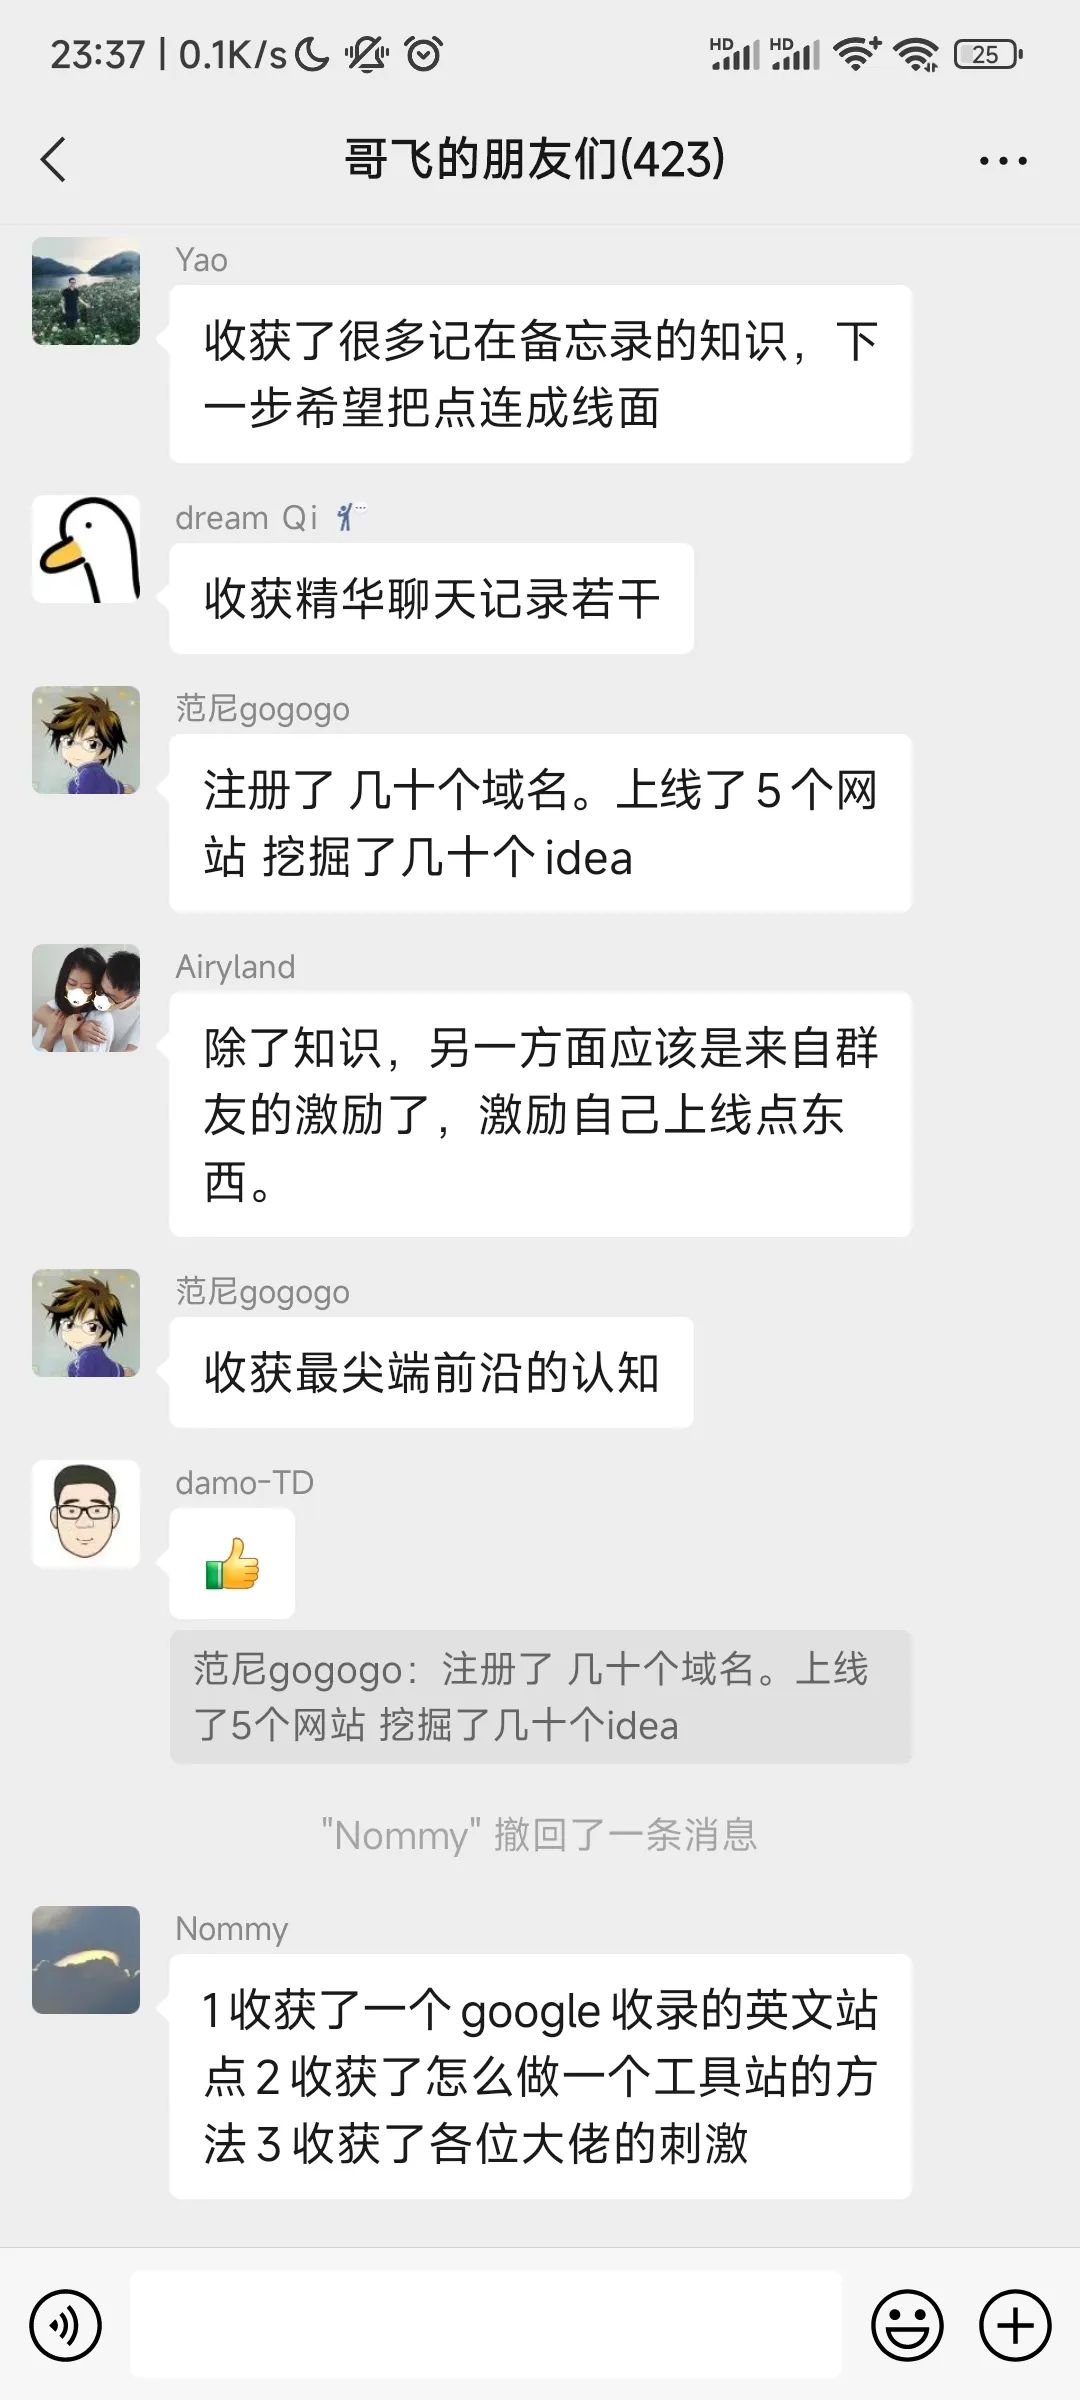 23:37 | 0.1K/s
HD HD 25
哥飞的朋友们(423)
Yao
收获了很多记在备忘录的知识，下
一步希望把点连成线面
dream Qi
收获精华聊天记录若干
范尼gogogo
注册了 几十个域名。上线了5个网
站 挖掘了几十个idea
Airyland
除了知识，另一方面应该是来自群
友的激励了，激励自己上线点东
西。
范尼gogogo
收获最尖端前沿的认知
damo-TD
👍
范尼gogogo：注册了 几十个域名。上线
了5个网站 挖掘了几十个idea
"Nommy" 撤回了一条消息
Nommy
1收获了一个google收录的英文站
点2收获了怎么做一个工具站的方
法3收获了各位大佬的刺激